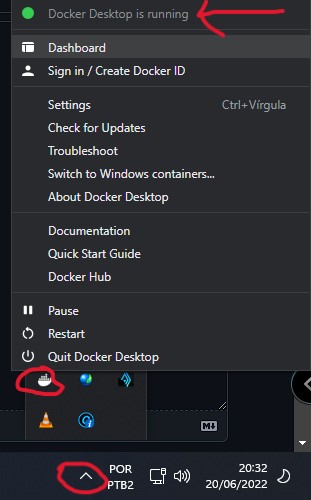 Docker Desktop is running
Dashboard
Sign in / Create Docker ID
Settings Ctrl+Vírgula
Check for Updates
Troubleshoot
Switch to Windows containers...
About Docker Desktop
Documentation
Quick Start Guide
Docker Hub
Pause
Restart
Quit Docker Desktop
POR 20:32
PTB2 20/06/2022